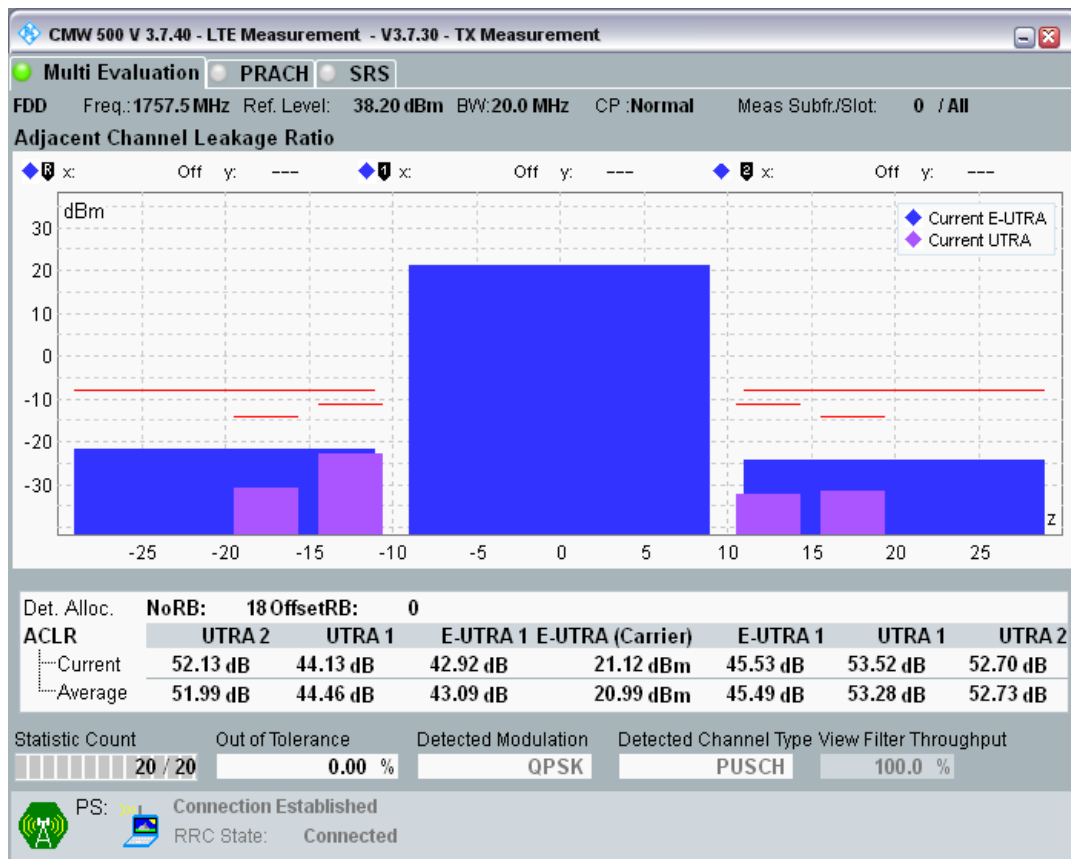 CMW 500 V 3.7.40 - LTE Measurement - V3.7.30 - TX Measurement
Multi Evaluation PRACH SRS
FDD Freq.:1757.5 MHz Ref. Level: 38.20 dBm BW:20.0 MHz CP :Normal Meas Subfr./Slot: 0 / All
Adjacent Channel Leakage Ratio
R x: Off y: --- 1 x: Off y: --- 2 x: Off y: ---
dBm
Current E-UTRA
Current UTRA
30
20
10
0
-10
-20
-30
z
-25 -20 -15 -10 -5 0 5 10 15 20 25
Det. Alloc. NoRB: 18 OffsetRB: 0
ACLR UTRA 2 UTRA 1 E-UTRA 1 E-UTRA (Carrier) E-UTRA 1 UTRA 1 UTRA 2
Current 52.13 dB 44.13 dB 42.92 dB 21.12 dBm 45.53 dB 53.52 dB 52.70 dB
Average 51.99 dB 44.46 dB 43.09 dB 20.99 dBm 45.49 dB 53.28 dB 52.73 dB
Statistic Count Out of Tolerance Detected Modulation Detected Channel Type View Filter Throughput
20 / 20 0.00 % QPSK PUSCH 100.0 %
PS: Connection Established
RRC State: Connected